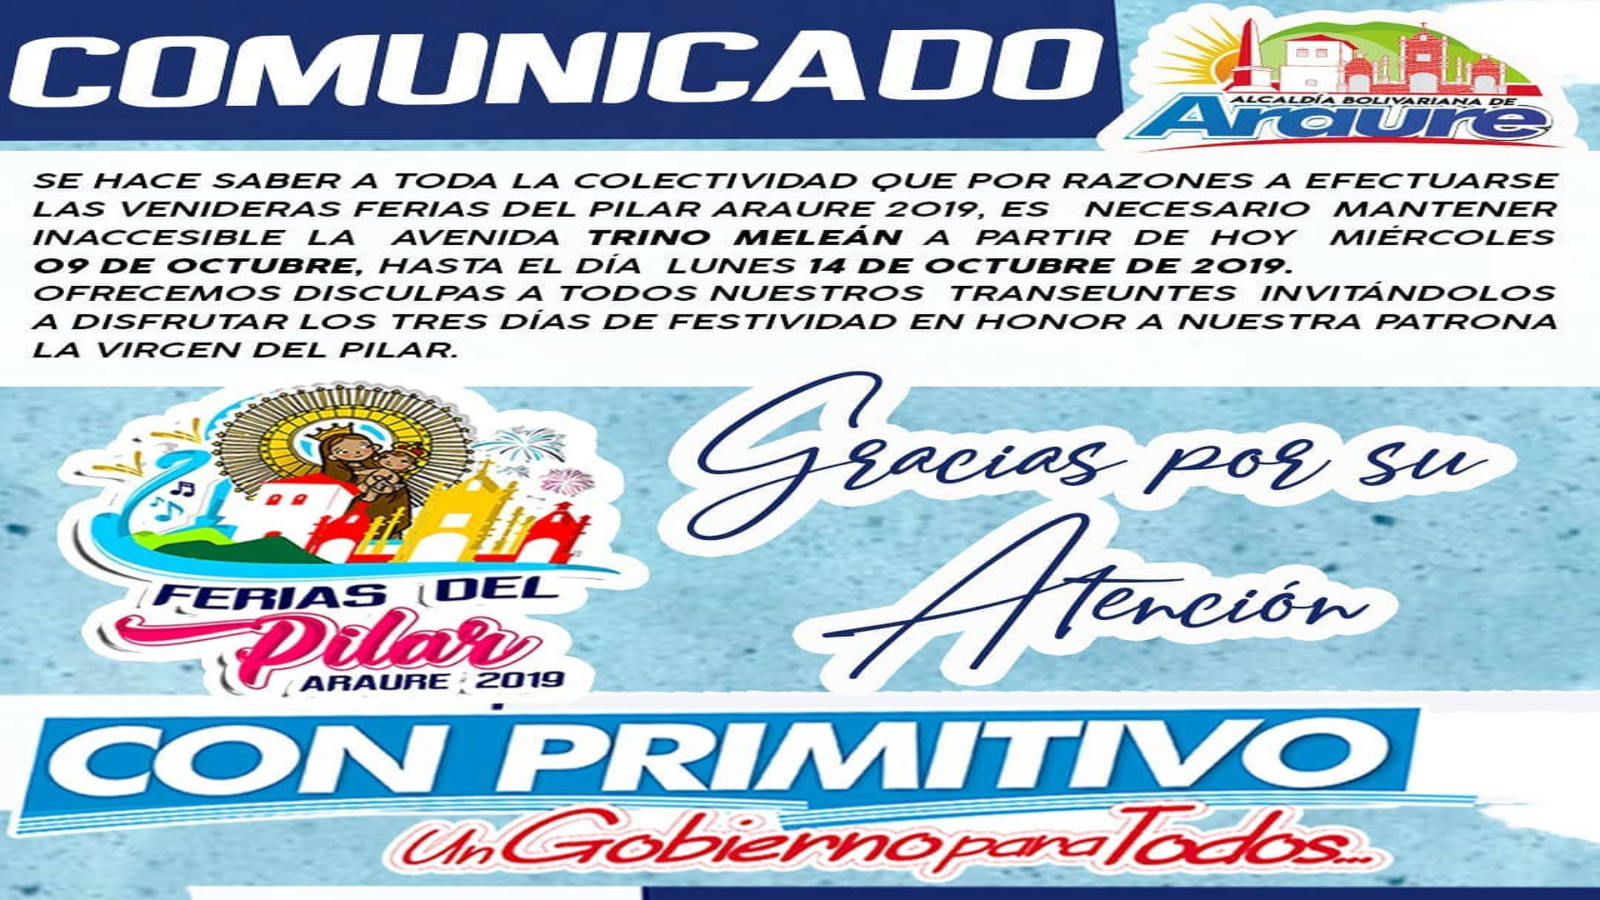 COMUNICADO
ALCALDÍA BOLIVARIANA DE
Araure
SE HACE SABER A TODA LA COLECTIVIDAD QUE POR RAZONES A EFECTUARSE
LAS VENIDERAS FERIAS DEL PILAR ARAURE 2019, ES NECESARIO MANTENER
INACCESIBLE LA AVENIDA TRINO MELEÁN A PARTIR DE HOY MIÉRCOLES
09 DE OCTUBRE, HASTA EL DÍA LUNES 14 DE OCTUBRE DE 2019.
OFRECEMOS DISCULPAS A TODOS NUESTROS TRANSEUNTES INVITÁNDOLOS
A DISFRUTAR LOS TRES DÍAS DE FESTIVIDAD EN HONOR A NUESTRA PATRONA
LA VIRGEN DEL PILAR.
Gracias por su
Atención
FERIAS DEL
Pilar
ARAURE 2019
CON PRIMITIVO
Un Gobierno para Todos...